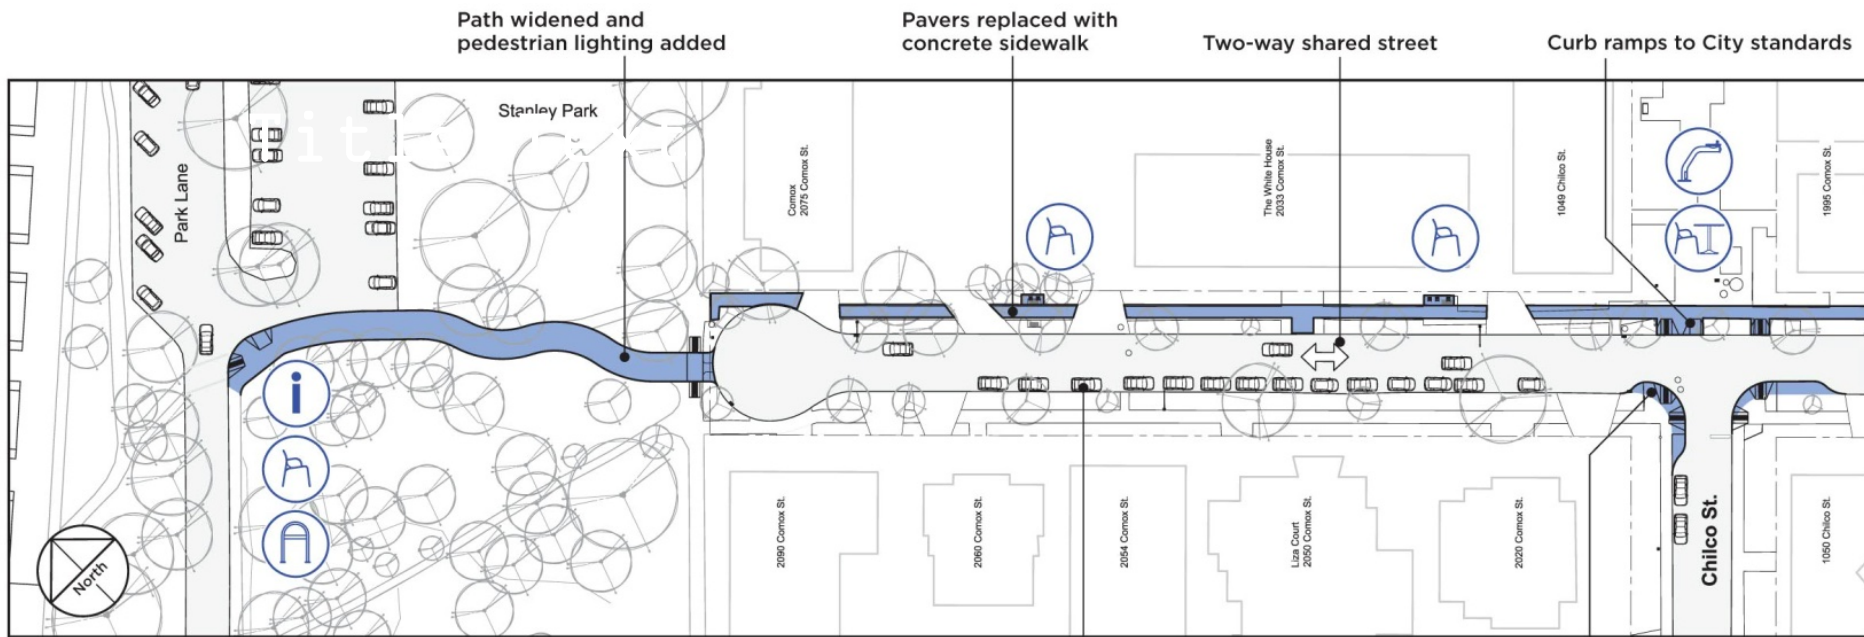 Path widened and
pedestrian lighting added
Pavers replaced with
concrete sidewalk
Two-way shared street
Curb ramps to City standards
Stanley Park
Park Lane
Comox
2075 Comox St.
The White House
2033 Comox St.
1049 Chilco St.
1995 Comox St.
i
North
2090 Comox St.
2060 Comox St.
2054 Comox St.
Liza Court
2050 Comox St.
2020 Comox St.
Chilco St.
1050 Chilco St.